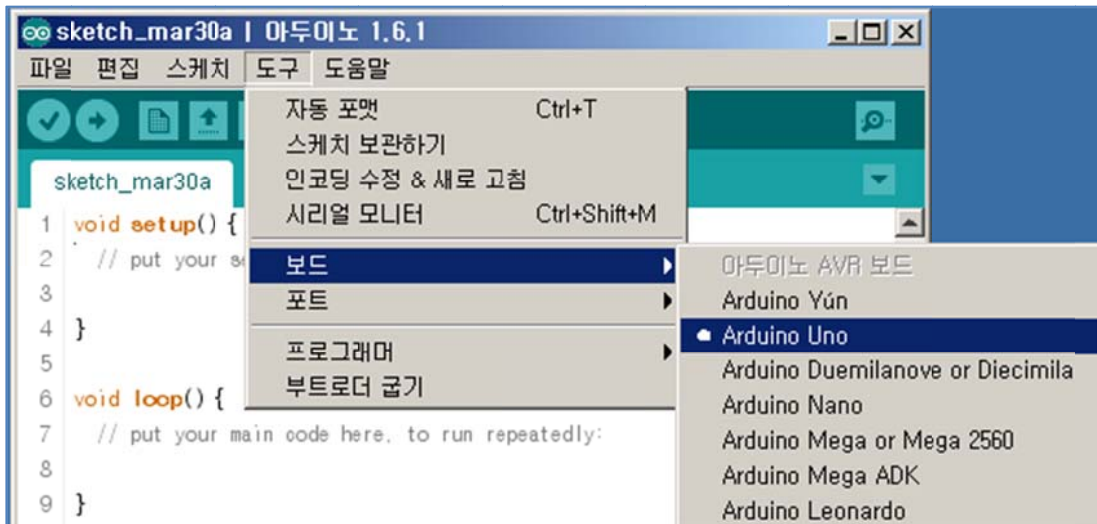 sketch_mar30a | 아두이노 1.6.1
파일 편집 스케치 도구 도움말
자동 포맷 Ctrl+T
스케치 보관하기
인코딩 수정 & 새로 고침
시리얼 모니터 Ctrl+Shift+M
보드
포트
프로그래머
부트로더 굽기
아두이노 AVR 보드
Arduino Yún
Arduino Uno
Arduino Duemilanove or Diecimila
Arduino Nano
Arduino Mega or Mega 2560
Arduino Mega ADK
Arduino Leonardo
sketch_mar30a
1 void setup() {
2 // put your
3
4 }
5
6 void loop() {
7 // put your main code here, to run repeatedly:
8
9 }